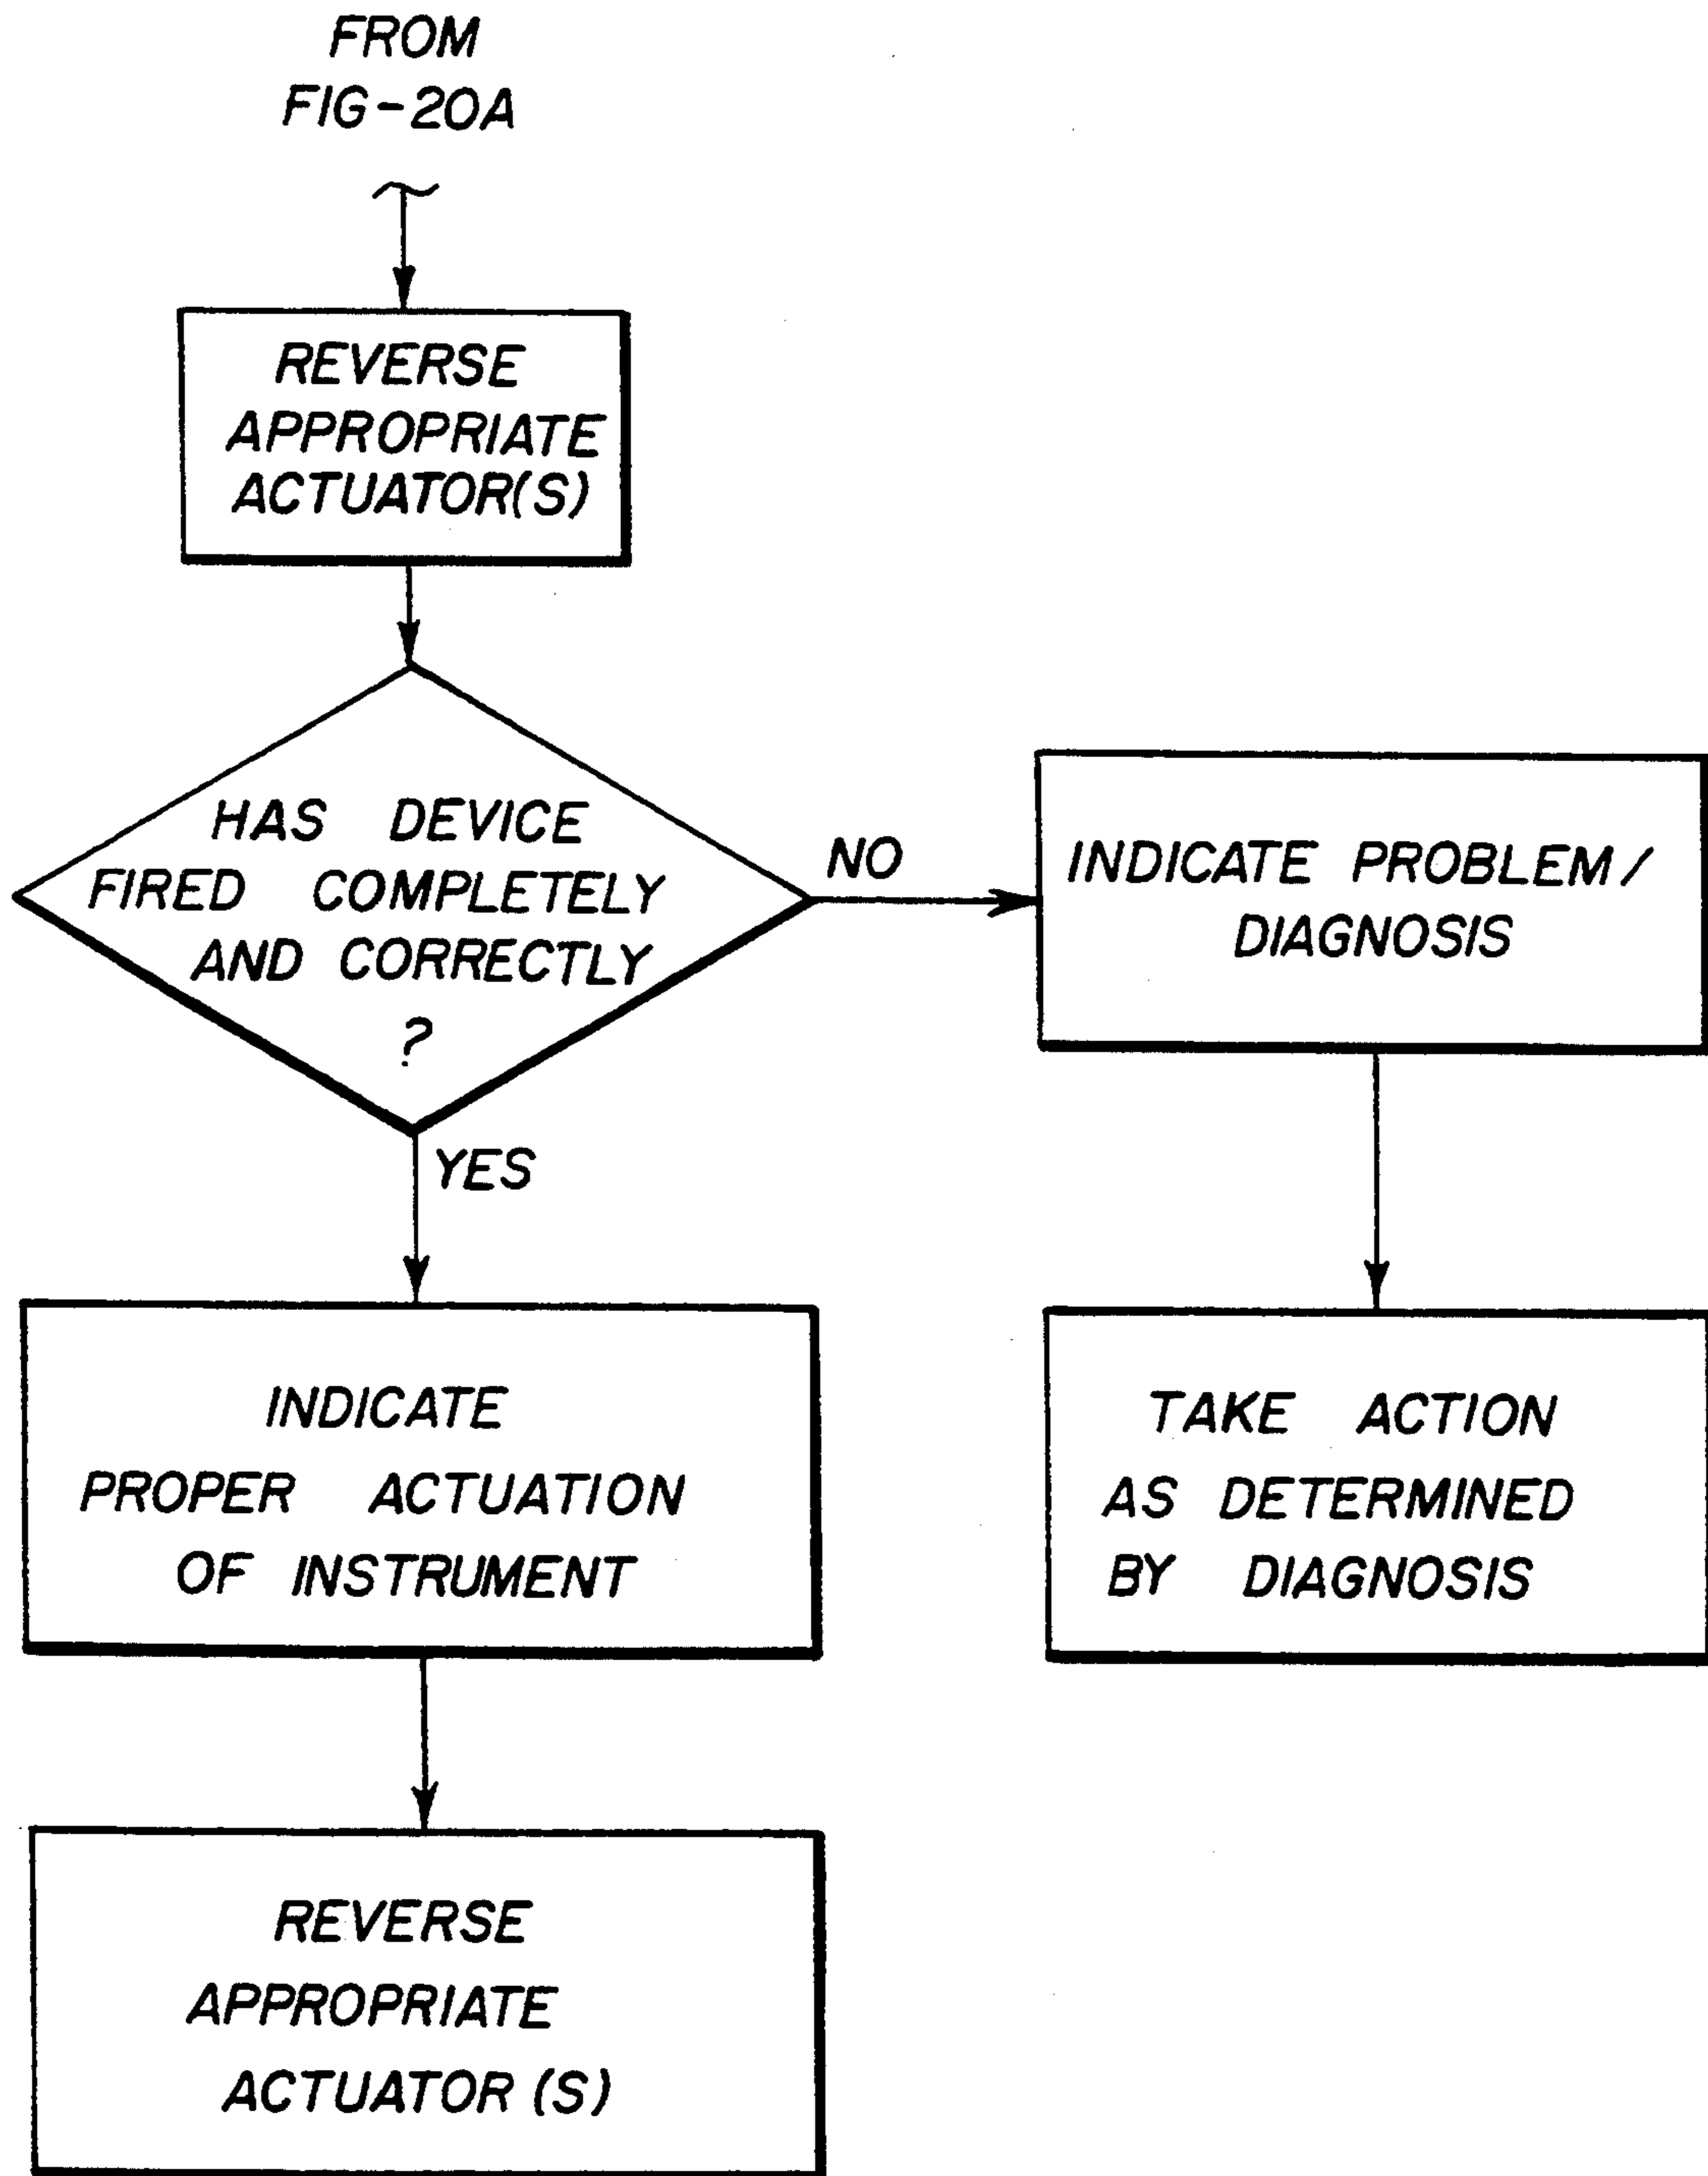 FROM
FIG-20A
REVERSE
APPROPRIATE
ACTUATOR(S)
HAS DEVICE
FIRED COMPLETELY
AND CORRECTLY
?
NO
INDICATE PROBLEM/
DIAGNOSIS
YES
INDICATE
PROPER ACTUATION
OF INSTRUMENT
TAKE ACTION
AS DETERMINED
BY DIAGNOSIS
REVERSE
APPROPRIATE
ACTUATOR (S)